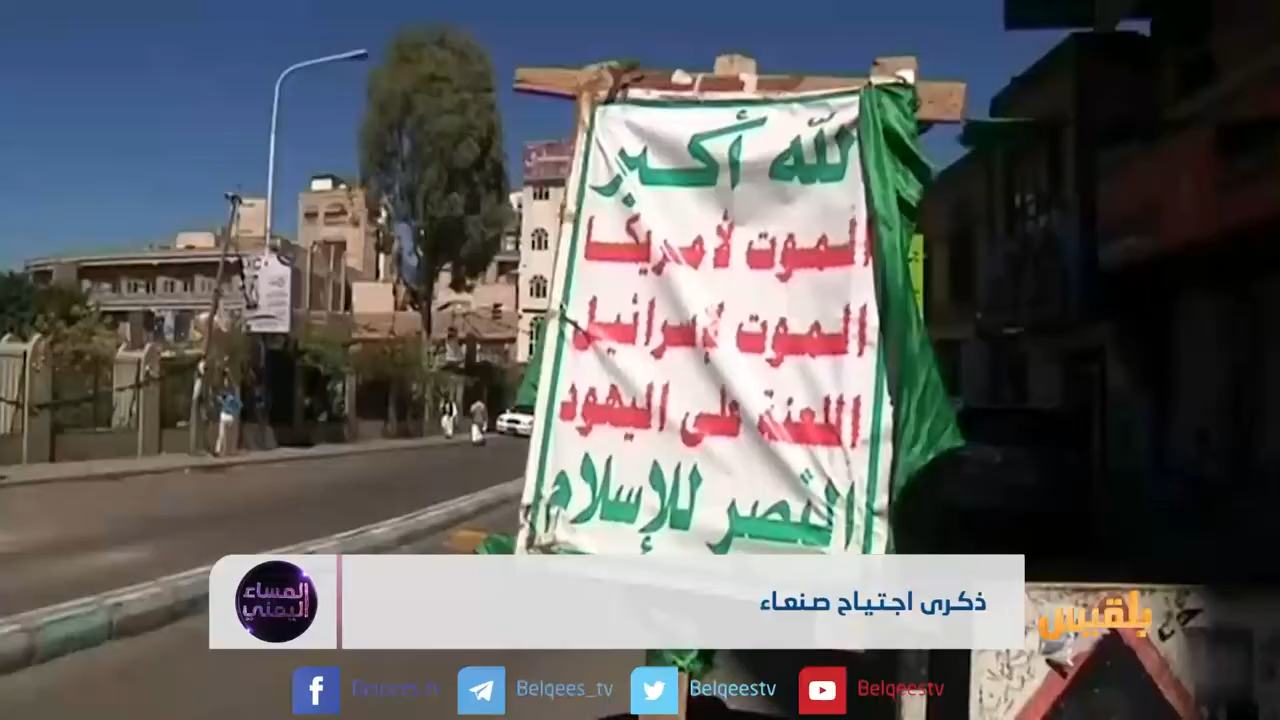 الله أكبر
الموت لأمريكا
الموت لإسرائيل
اللعنة على اليهود
النصر للإسلام
المساء
اليمني
ذكرى اجتياح صنعاء
بلقيس
Belqees_tv
Belqeestv
Belqeestv